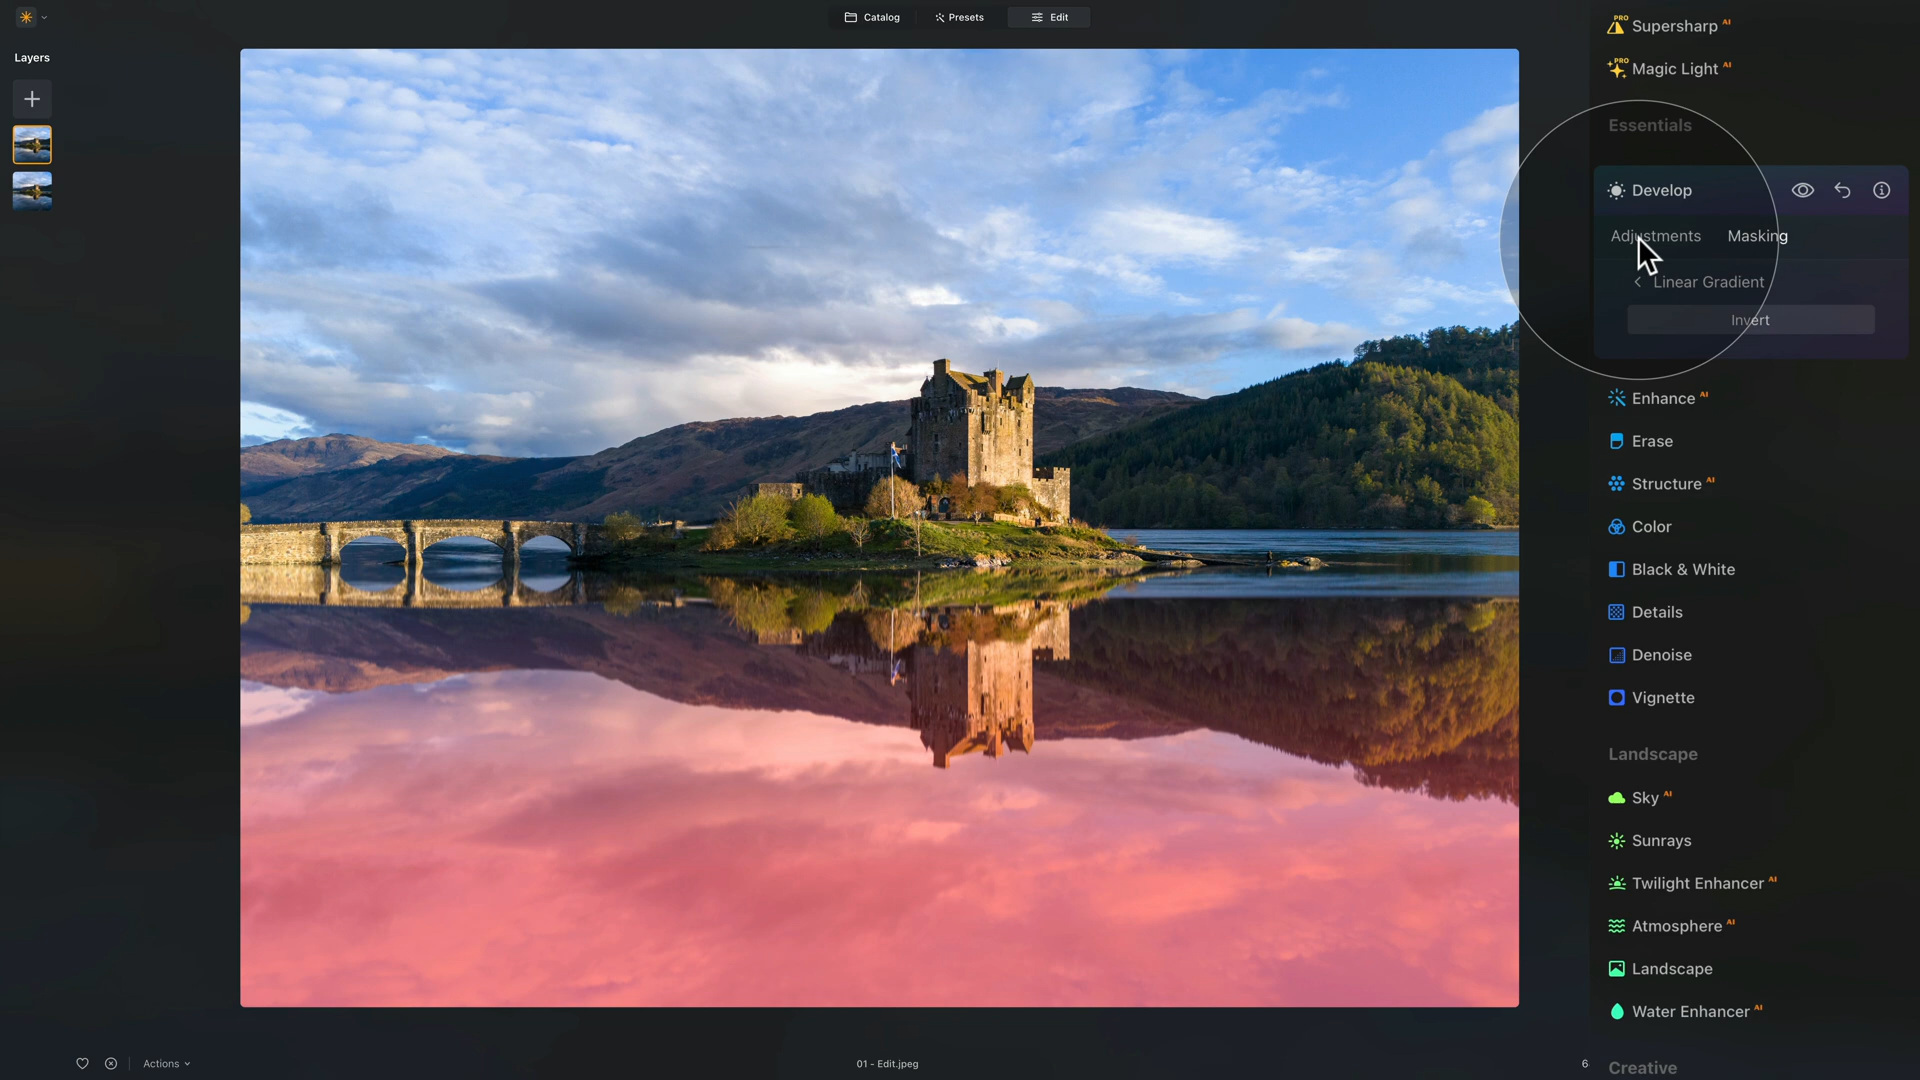 Catalog
Presets
Edit
Layers
PRO
Supersharp AI
PRO
Magic Light AI
Essentials
Develop
Adjustments Masking
Linear Gradient
Invert
Enhance AI
Erase
Structure AI
Color
Black & White
Details
Denoise
Vignette
Landscape
Sky AI
Sunrays
Twilight Enhancer AI
Atmosphere AI
Landscape
Water Enhancer AI
Creative
Actions
01 - Edit.jpeg
6